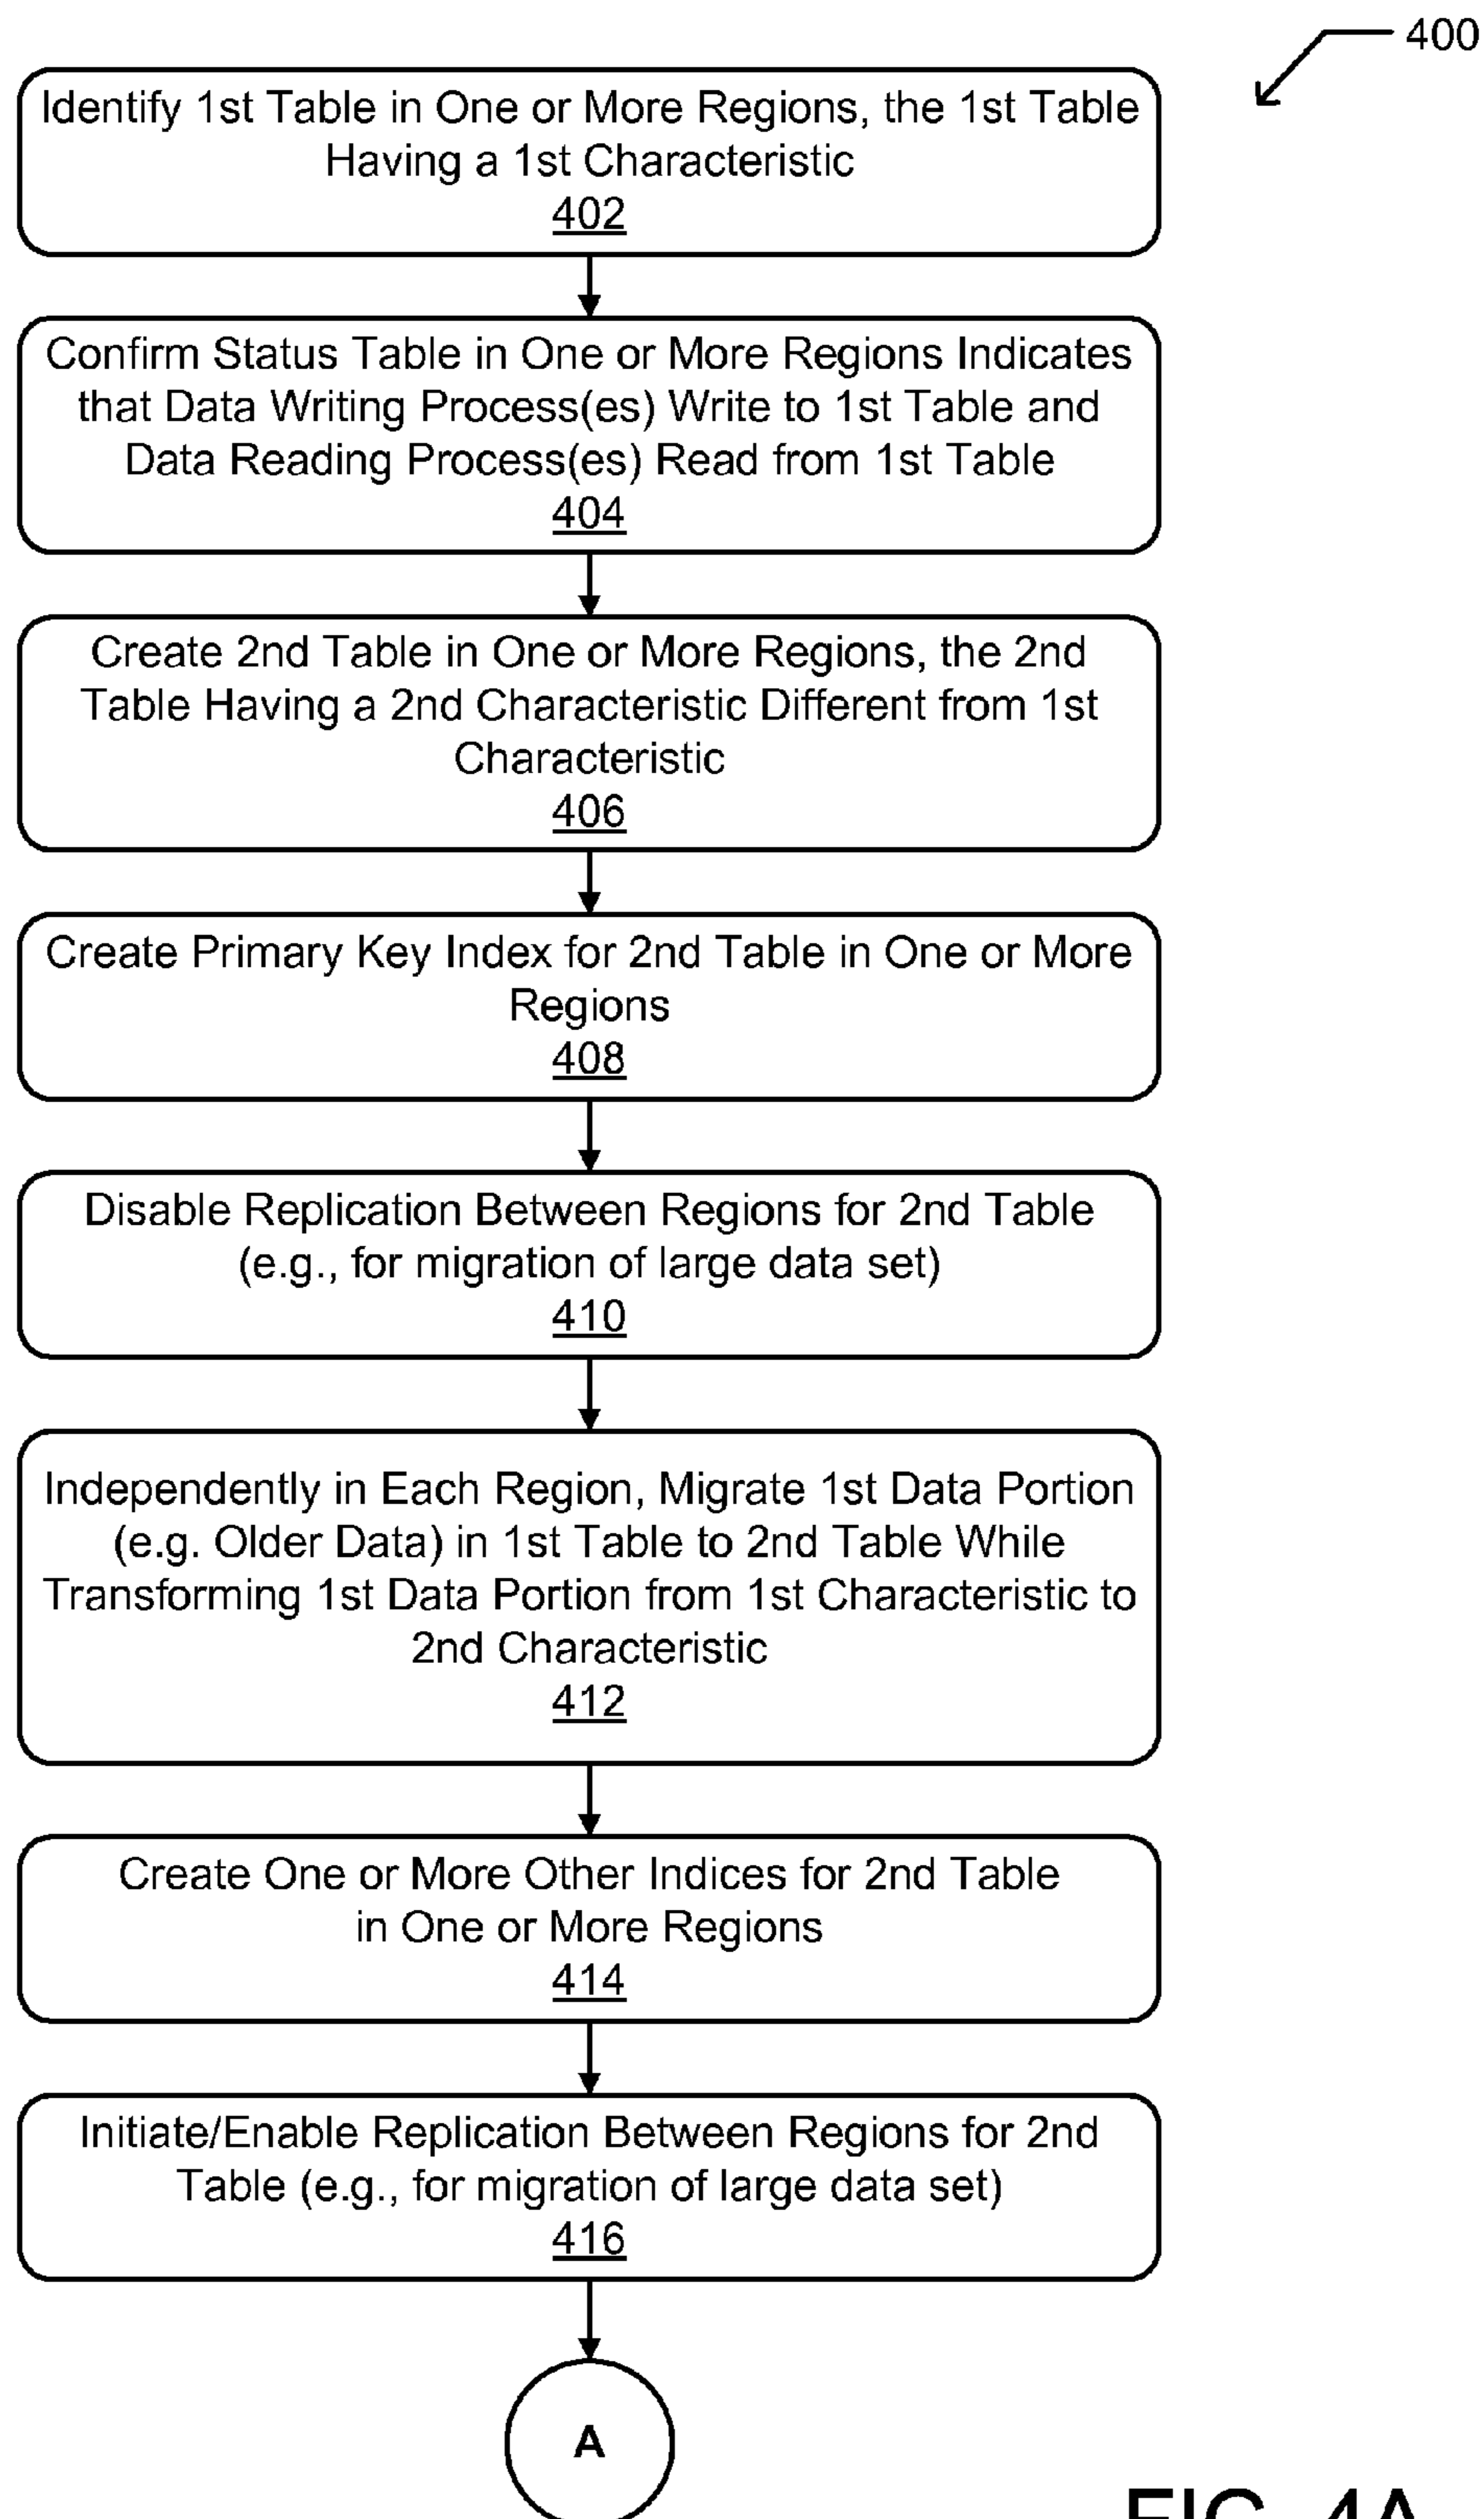 400
Identify 1st Table in One or More Regions, the 1st Table
Having a 1st Characteristic
402
Confirm Status Table in One or More Regions Indicates
that Data Writing Process(es) Write to 1st Table and
Data Reading Process(es) Read from 1st Table
404
Create 2nd Table in One or More Regions, the 2nd
Table Having a 2nd Characteristic Different from 1st
Characteristic
406
Create Primary Key Index for 2nd Table in One or More
Regions
408
Disable Replication Between Regions for 2nd Table
(e.g., for migration of large data set)
410
Independently in Each Region, Migrate 1st Data Portion
(e.g. Older Data) in 1st Table to 2nd Table While
Transforming 1st Data Portion from 1st Characteristic to
2nd Characteristic
412
Create One or More Other Indices for 2nd Table
in One or More Regions
414
Initiate/Enable Replication Between Regions for 2nd
Table (e.g., for migration of large data set)
416
A
FIG. 4A